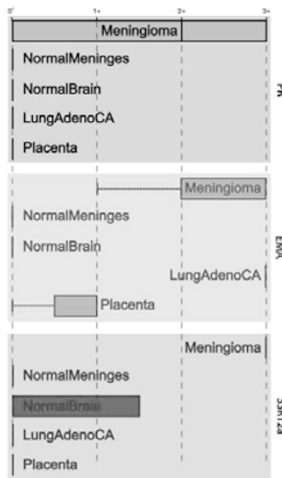 0' 1+ 2+ 3+
Meningioma
NormalMeninges
NormalBrain
LungAdenoCA
Placenta
PR
Meningioma
NormalMeninges
NormalBrain
LungAdenoCA
Placenta
EMA
Meningioma
NormalMeninges
NormalBrain
LungAdenoCA
Placenta